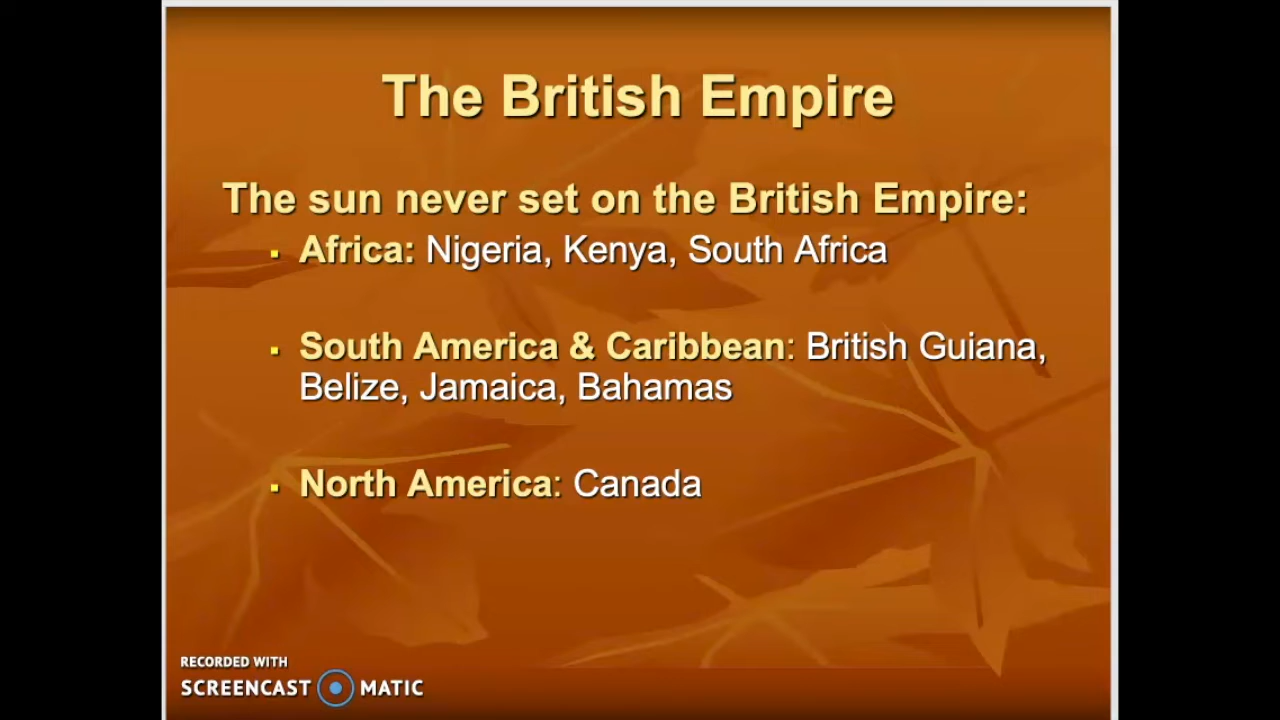 The British Empire
The sun never set on the British Empire:
▪ Africa: Nigeria, Kenya, South Africa
▪ South America & Caribbean: British Guiana,
Belize, Jamaica, Bahamas
▪ North America: Canada
RECORDED WITH
SCREENCAST MATIC